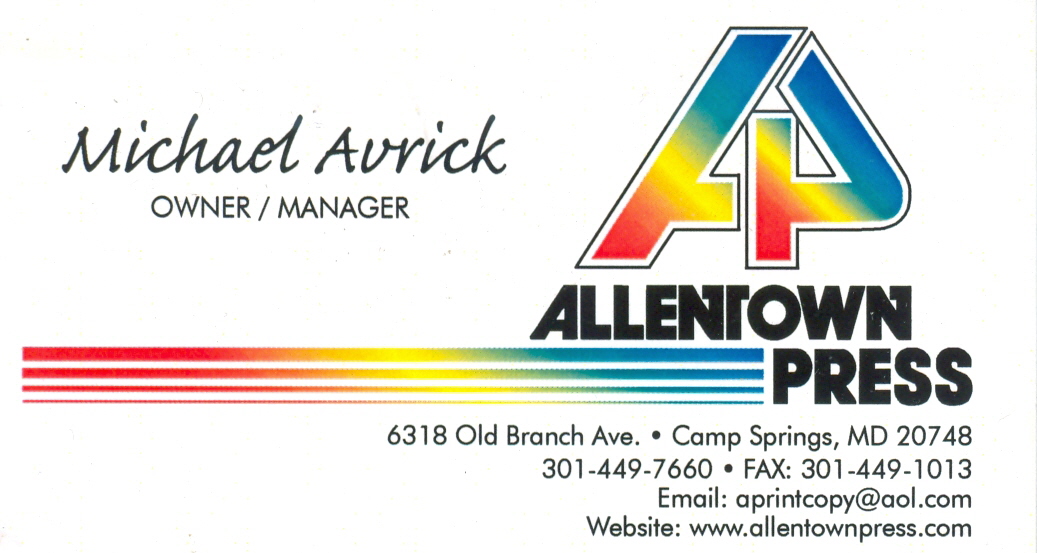 AP
Michael Avrick
OWNER / MANAGER
ALLENTOWN
PRESS
6318 Old Branch Ave. • Camp Springs, MD 20748
301-449-7660 • FAX: 301-449-1013
Email: aprintcopy@aol.com
Website: www.allentownpress.com